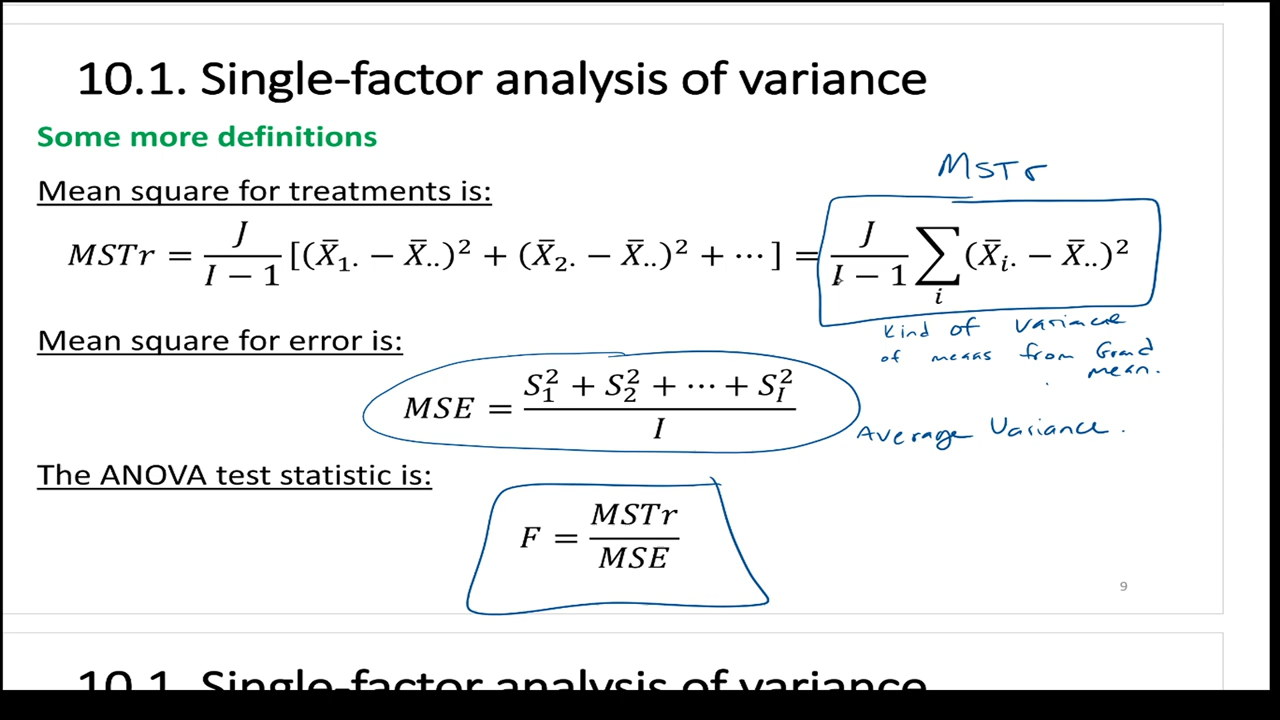 10.1. Single-factor analysis of variance
Some more definitions
MSTr
Mean square for treatments is:
MSTr = J / (I − 1) [(X̄₁. − X̄..)² + (X̄₂. − X̄..)² + ⋯ ] = J / (I − 1) ∑ᵢ (X̄ᵢ. − X̄..)²
Kind of variance
of means from Grand
mean.
Mean square for error is:
MSE = (S₁² + S₂² + ⋯ + S_I²) / I
Average Variance.
The ANOVA test statistic is:
F = MSTr / MSE
9
10.1. Single-factor analysis of variance